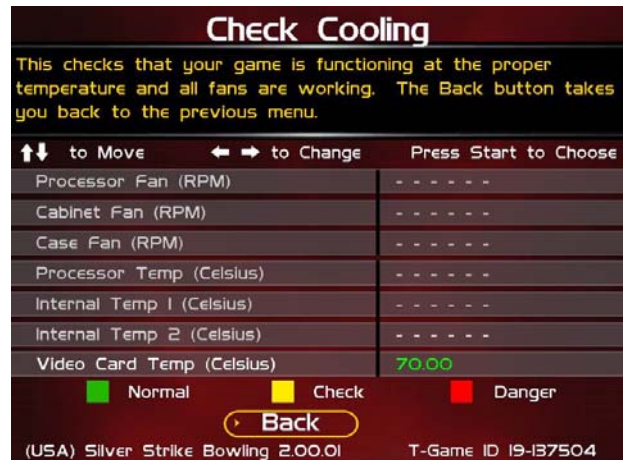 Check Cooling
This checks that your game is functioning at the proper
temperature and all fans are working. The Back button takes
you back to the previous menu.
to Move to Change Press Start to Choose
Processor Fan (RPM) - - - - - -
Cabinet Fan (RPM) - - - - - -
Case Fan (RPM) - - - - - -
Processor Temp (Celsius) - - - - - -
Internal Temp 1 (Celsius) - - - - - -
Internal Temp 2 (Celsius) - - - - - -
Video Card Temp (Celsius) 70.00
Normal Check Danger
Back
(USA) Silver Strike Bowling 2.00.01 T-Game ID 19-137504